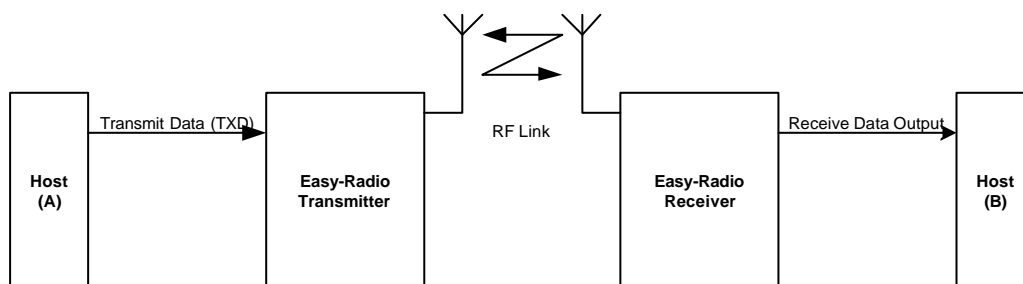 Transmit Data (TXD)
RF Link
Receive Data Output
Host
(A)
Easy-Radio
Transmitter
Easy-Radio
Receiver
Host
(B)